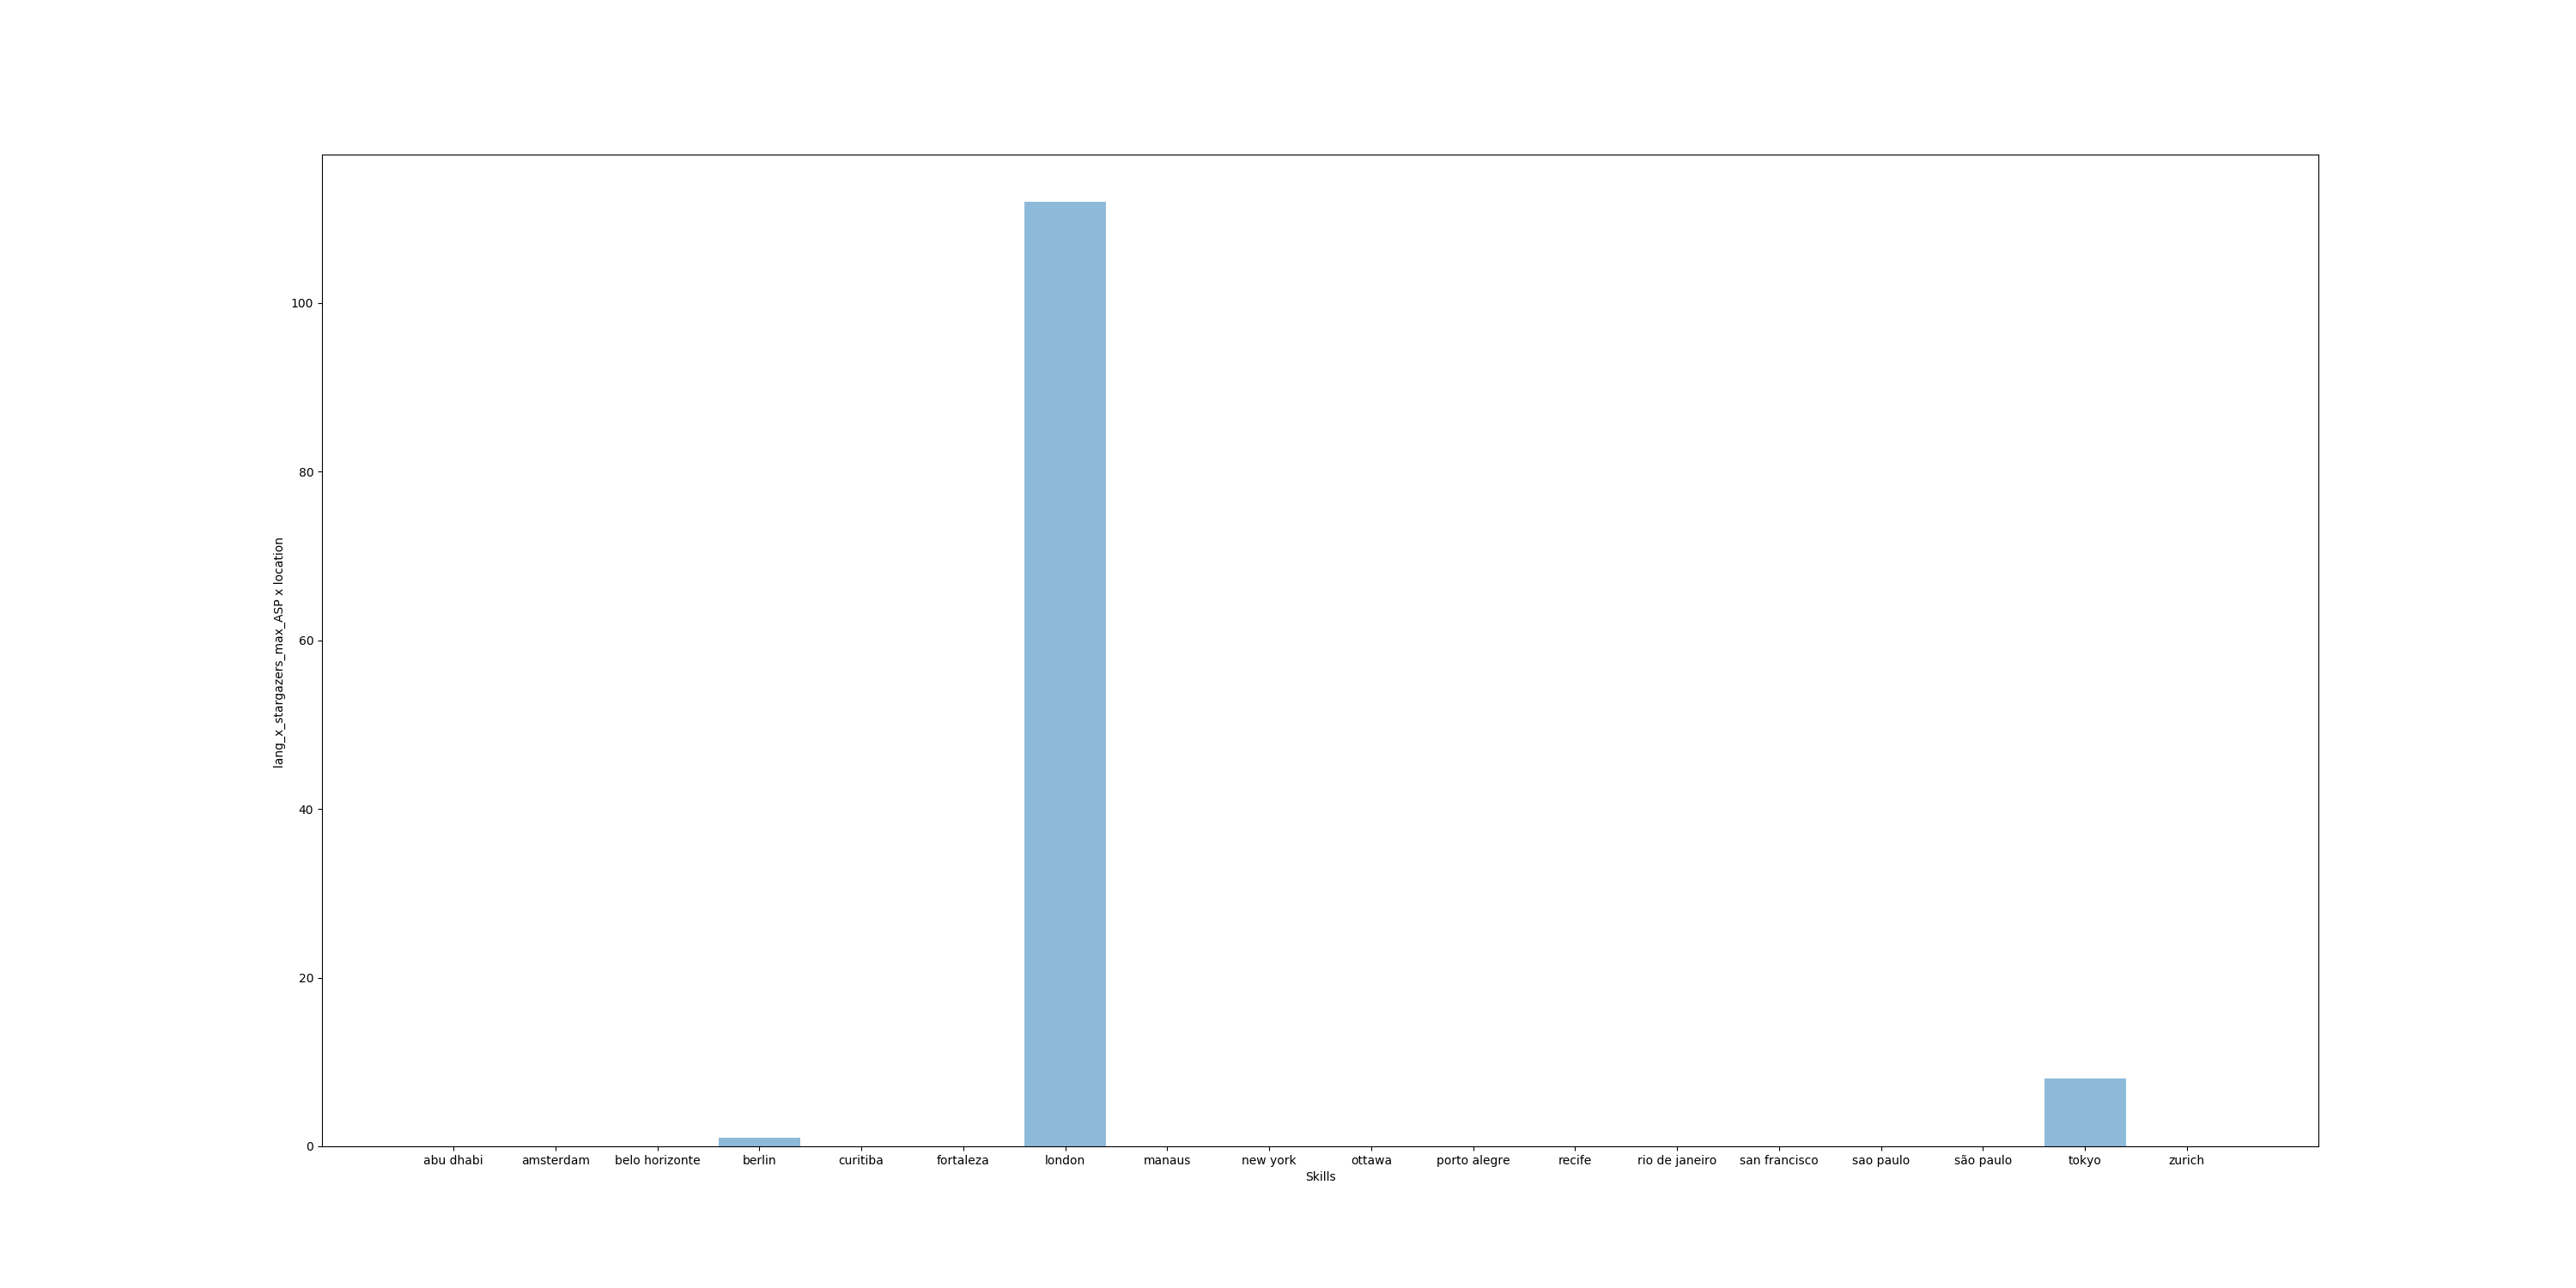 lang_x_stargazers_max_ASP x location
100
80
60
40
20
0
abu dhabi amsterdam belo horizonte berlin curitiba fortaleza london manaus new york ottawa porto alegre recife rio de janeiro san francisco sao paulo são paulo tokyo zurich
Skills